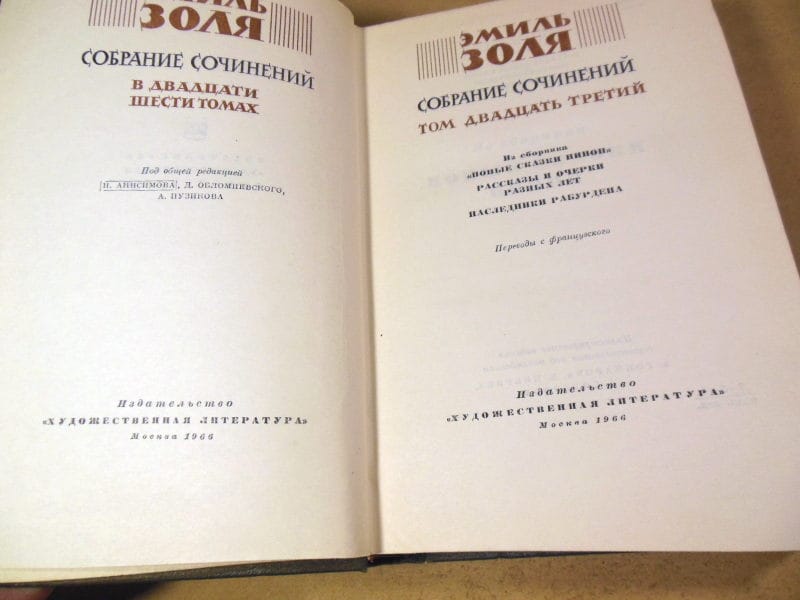 ЭМИЛЬ
ЗОЛЯ
СОБРАНИЕ СОЧИНЕНИЙ
В ДВАДЦАТИ
ШЕСТИ ТОМАХ
Под общей редакцией
И. АНИСИМОВА, Д. ОБЛОМИЕВСКОГО,
А. ПУЗИКОВА
Издательство
«ХУДОЖЕСТВЕННАЯ ЛИТЕРАТУРА»
Москва 1966
ЭМИЛЬ
ЗОЛЯ
СОБРАНИЕ СОЧИНЕНИЙ
ТОМ ДВАДЦАТЬ ТРЕТИЙ
Из сборника
«НОВЫЕ СКАЗКИ НИНОН»
РАССКАЗЫ И ОЧЕРКИ
РАЗНЫХ ЛЕТ
НАСЛЕДНИКИ РАБУРДЕНА
Переводы с французского
Издательство
«ХУДОЖЕСТВЕННАЯ ЛИТЕРАТУРА»
Москва 1966